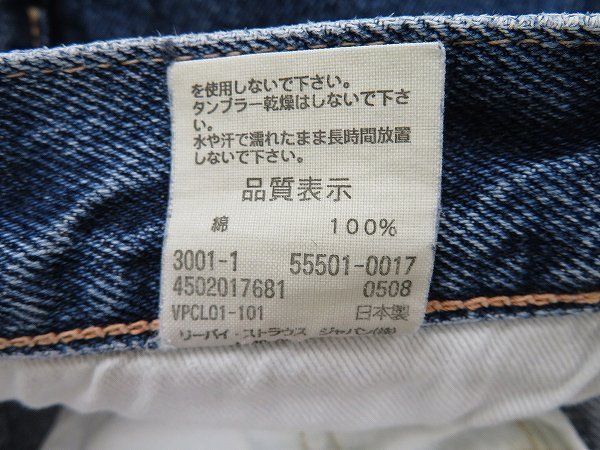 を使用しないで下さい。
タンブラー乾燥はしないで下さ
い。
水や汗で濡れたまま長時間放置
しないで下さい。
品質表示
綿 100%
3001-1 55501-0017
4502017681 0508
VPCL01-101 日本製
リーバイ・ストラウス ジャパン(株)